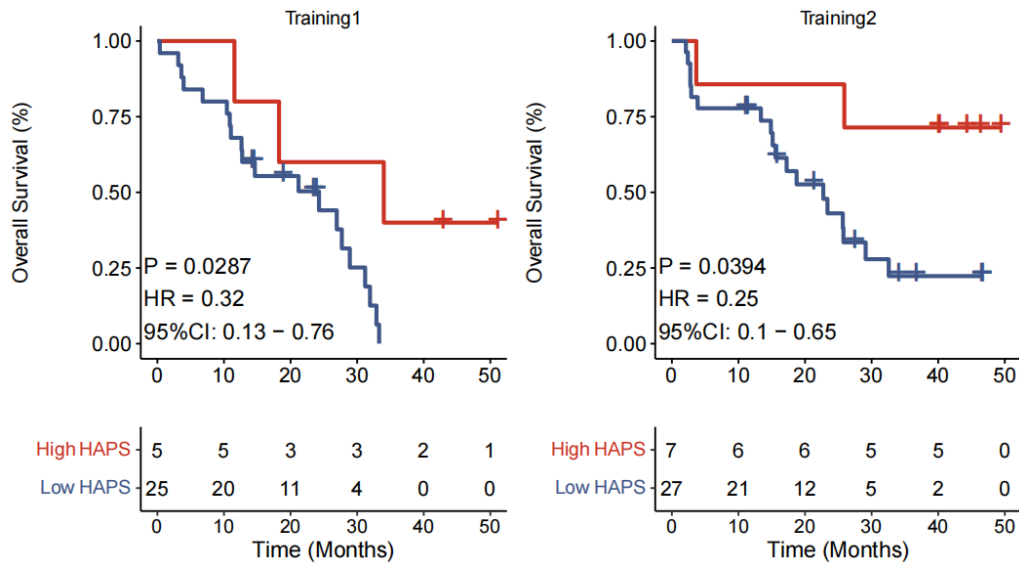 Training1
Overall Survival (%)
1.00
0.75
0.50
0.25
0.00
P = 0.0287
HR = 0.32
95%CI: 0.13 − 0.76
0 10 20 30 40 50
High HAPS 5 5 3 3 2 1
Low HAPS 25 20 11 4 0 0
0 10 20 30 40 50
Time (Months)
Training2
Overall Survival (%)
1.00
0.75
0.50
0.25
0.00
P = 0.0394
HR = 0.25
95%CI: 0.1 − 0.65
0 10 20 30 40 50
High HAPS 7 6 6 5 5 0
Low HAPS 27 21 12 5 2 0
0 10 20 30 40 50
Time (Months)